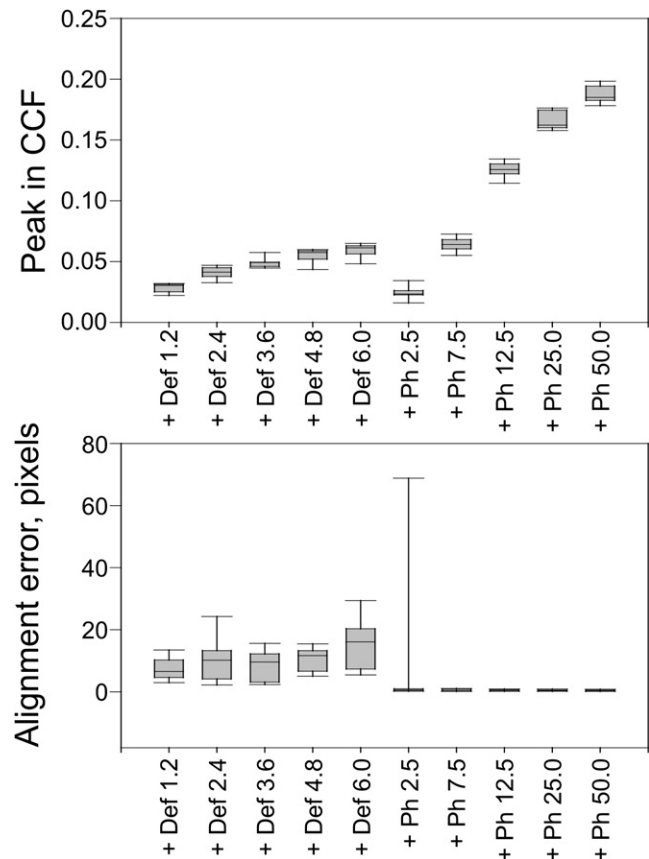 Peak in CCF
0.25
0.20
0.15
0.10
0.05
0.00
+ Def 1.2
+ Def 2.4
+ Def 3.6
+ Def 4.8
+ Def 6.0
+ Ph 2.5
+ Ph 7.5
+ Ph 12.5
+ Ph 25.0
+ Ph 50.0
Alignment error, pixels
80
60
40
20
0
+ Def 1.2
+ Def 2.4
+ Def 3.6
+ Def 4.8
+ Def 6.0
+ Ph 2.5
+ Ph 7.5
+ Ph 12.5
+ Ph 25.0
+ Ph 50.0